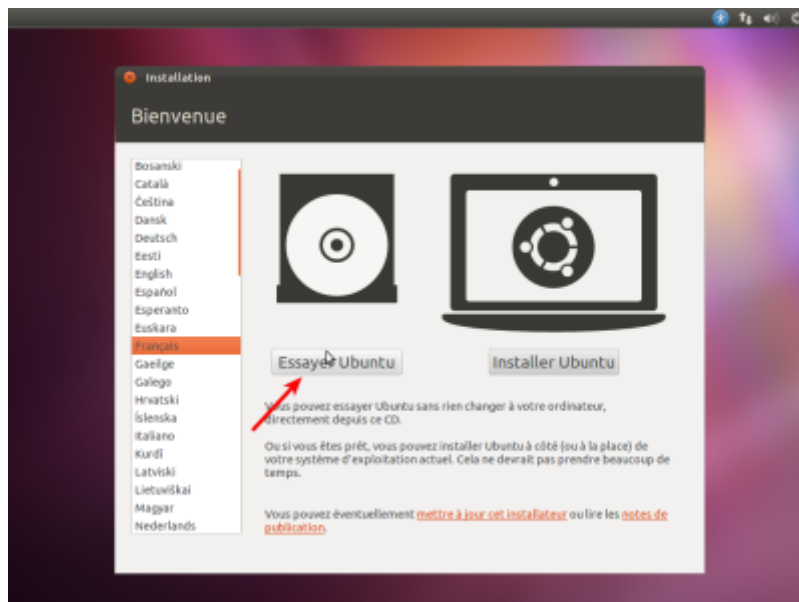 Installation
Bienvenue
Bosanski
Català
Čeština
Dansk
Deutsch
Eesti
English
Español
Esperanto
Euskara
Français
Gaeilge
Galego
Hrvatski
Íslenska
Italiano
Kurdî
Latviski
Lietuviškai
Magyar
Nederlands
Essayer Ubuntu
Installer Ubuntu
Vous pouvez essayer Ubuntu sans rien changer à votre ordinateur,
directement depuis ce CD.
Ou si vous êtes prêt, vous pouvez installer Ubuntu à côté (ou à la place) de
votre système d'exploitation actuel. Cela ne devrait pas prendre beaucoup de
temps.
Vous pouvez éventuellement mettre à jour cet installateur ou lire les notes de
publication.